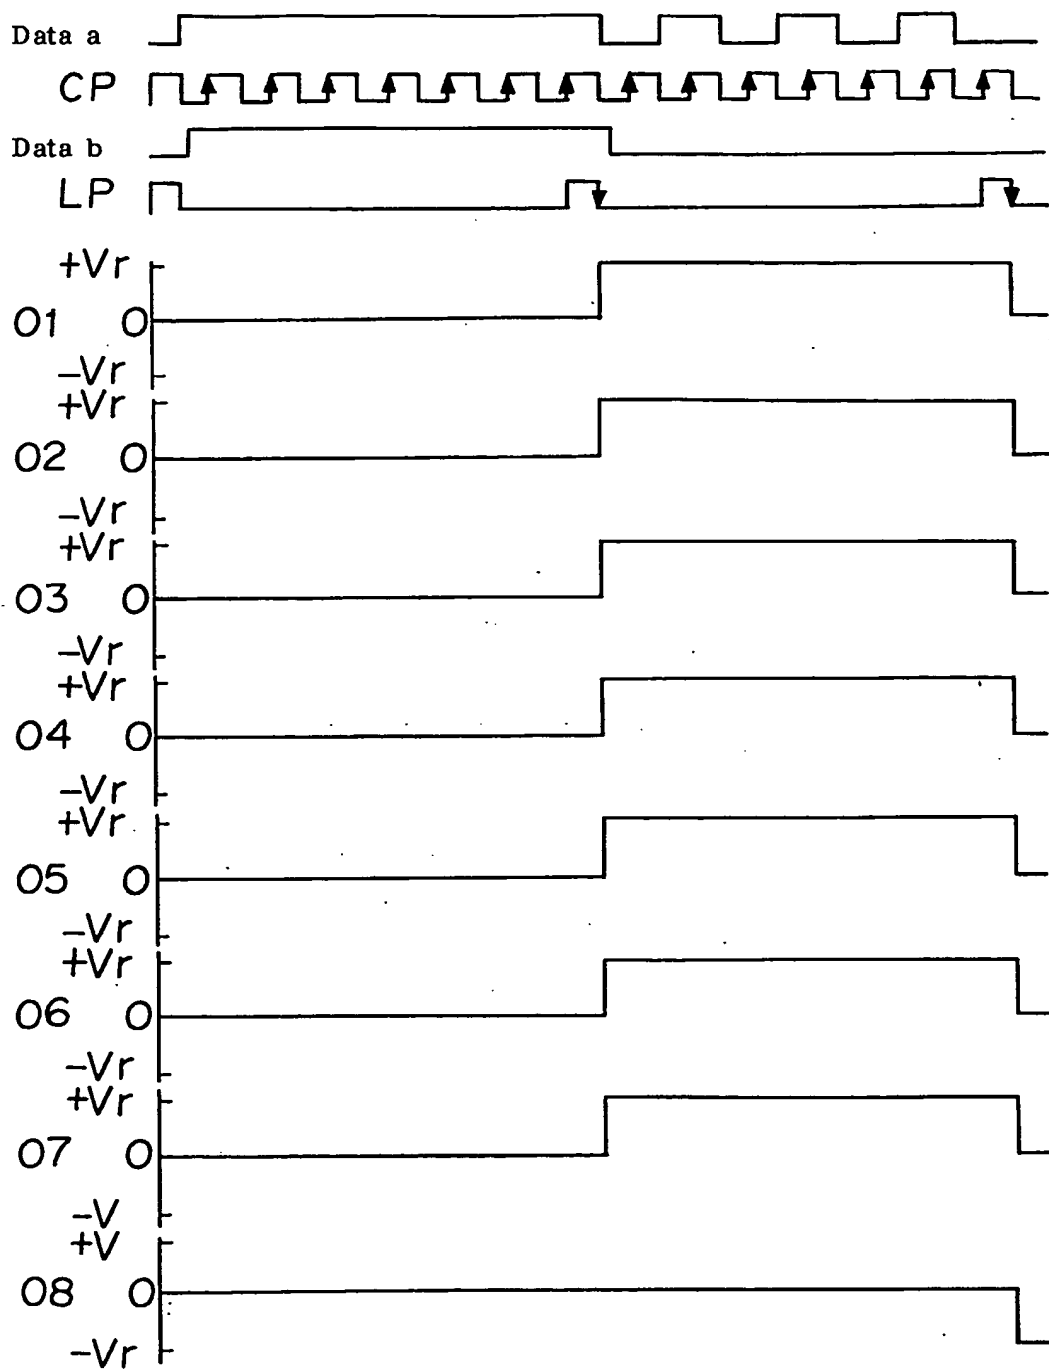 Data a
CP
Data b
LP
+Vr
O1 O
-Vr
+Vr
O2 O
-Vr
+Vr
O3 O
-Vr
+Vr
O4 O
-Vr
+Vr
O5 O
-Vr
+Vr
O6 O
-Vr
+Vr
O7 O
-V
+V
O8 O
-Vr